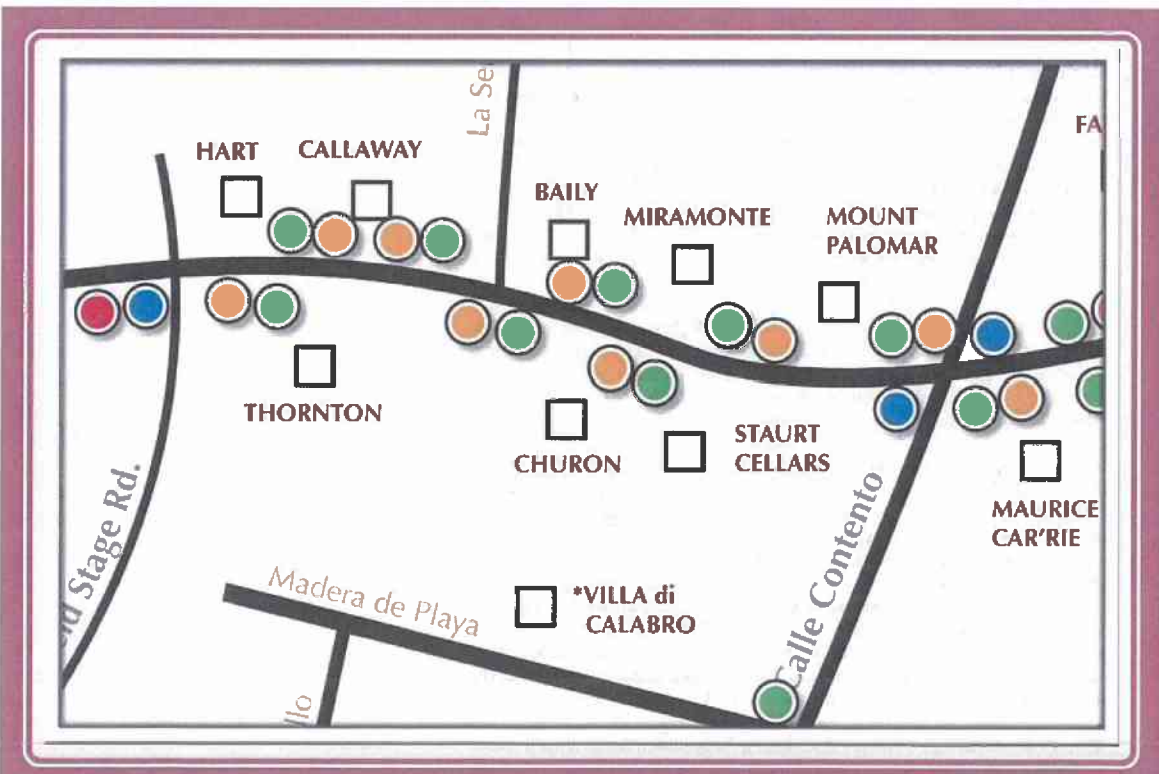 La Se
FA
HART
CALLAWAY
BAILY
MIRAMONTE
MOUNT
PALOMAR
THORNTON
CHURON
STAURT
CELLARS
MAURICE
CAR'RIE
Stage Rd.
Madera de Playa
*VILLA di
CALABRO
Calle Contento
llo